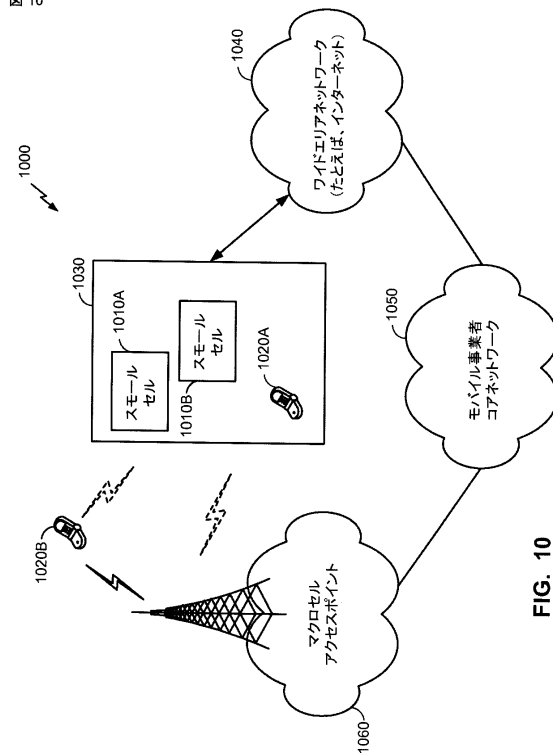 図 10
1000
1040
ワイドエリアネットワーク
(たとえば、インターネット)
1030
1010A
スモール
セル
スモール
セル
1010B
1020A
1020B
1050
モバイル事業者
コアネットワーク
マクロセル
アクセスポイント
1060
FIG. 10